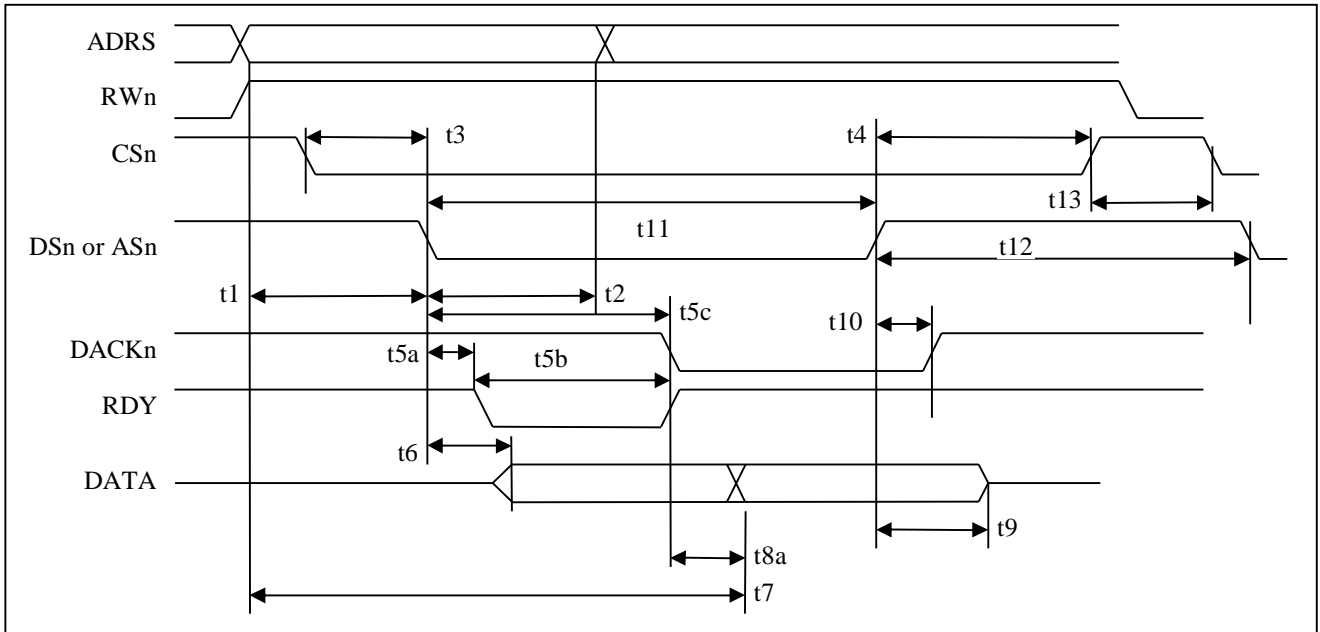 ADRS
RWn
CSn
t3
t4
t13
DSn or ASn
t11
t12
t1
t2
t5c
t10
DACKn
t5a
t5b
RDY
t6
DATA
t9
t8a
t7